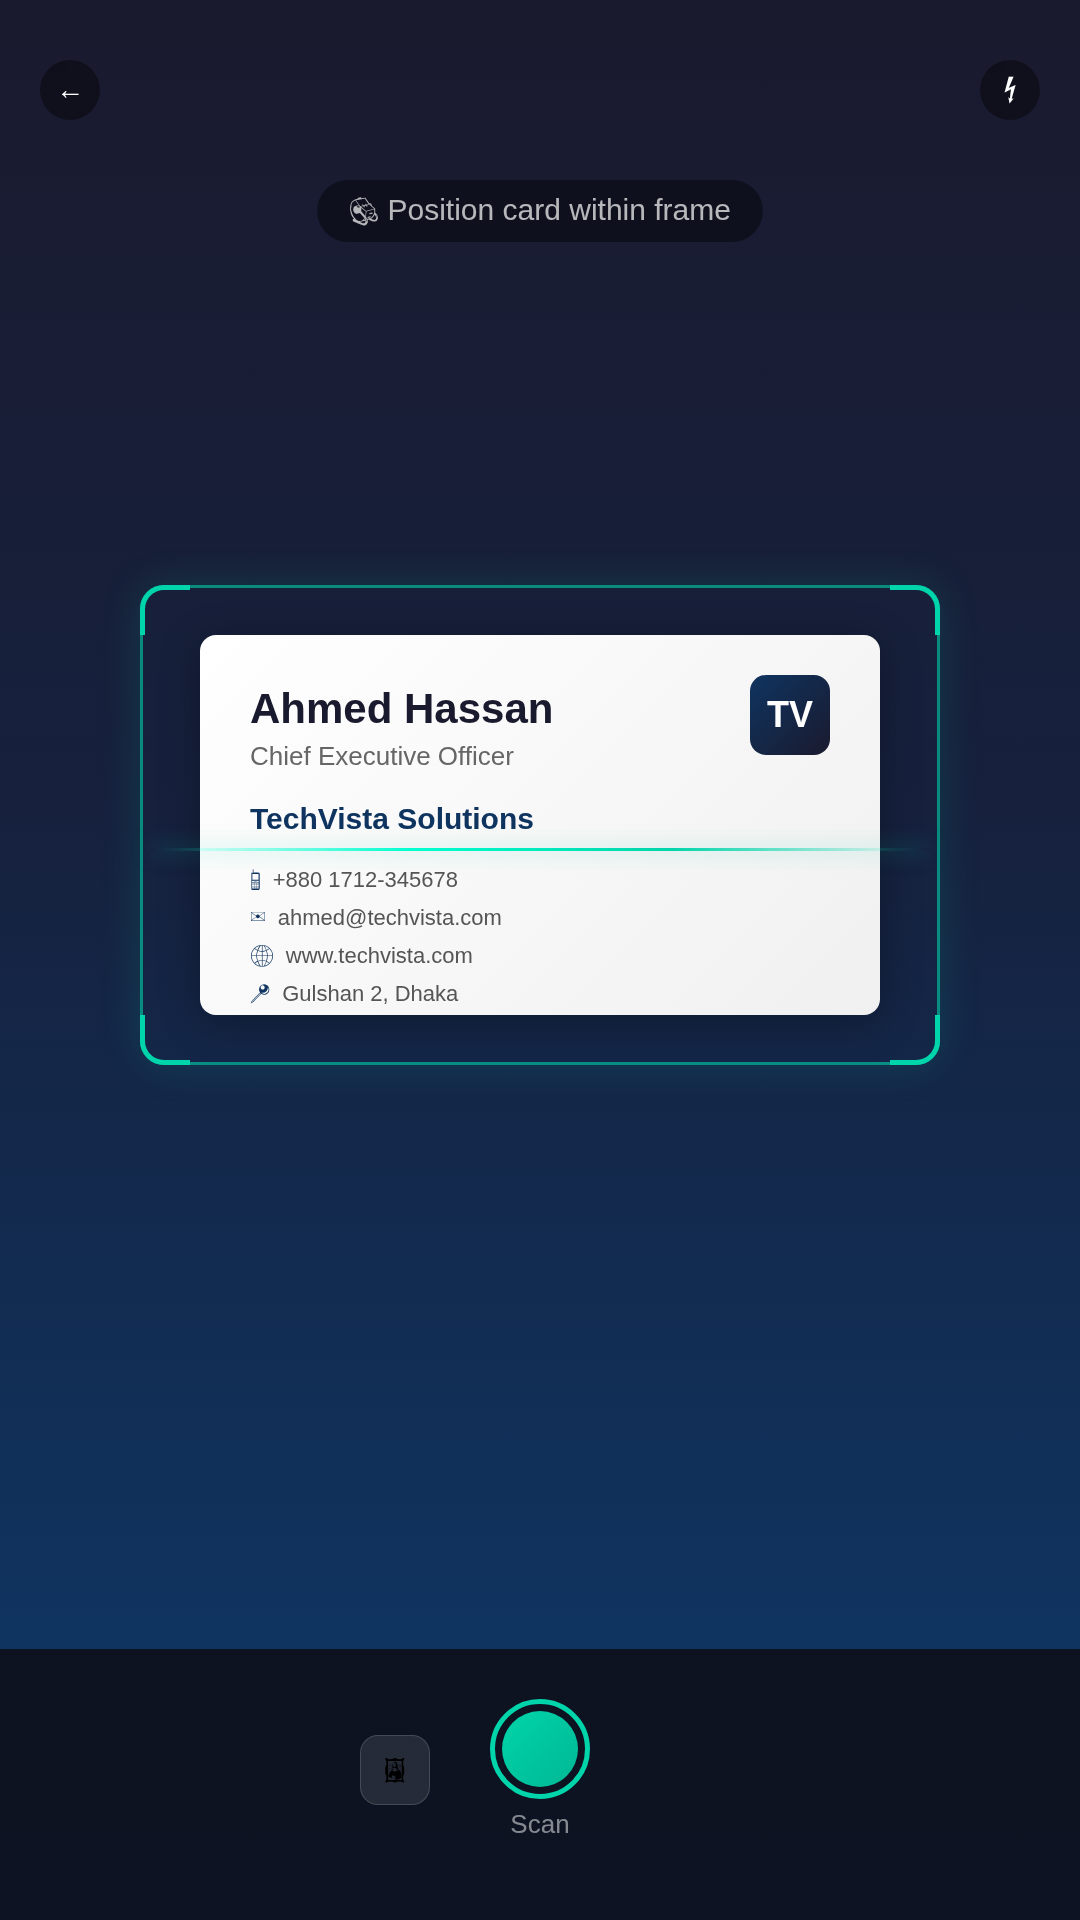 Position card within frame
Ahmed Hassan
TV
Chief Executive Officer
TechVista Solutions
+880 1712-345678
ahmed@techvista.com
www.techvista.com
Gulshan 2, Dhaka
Scan